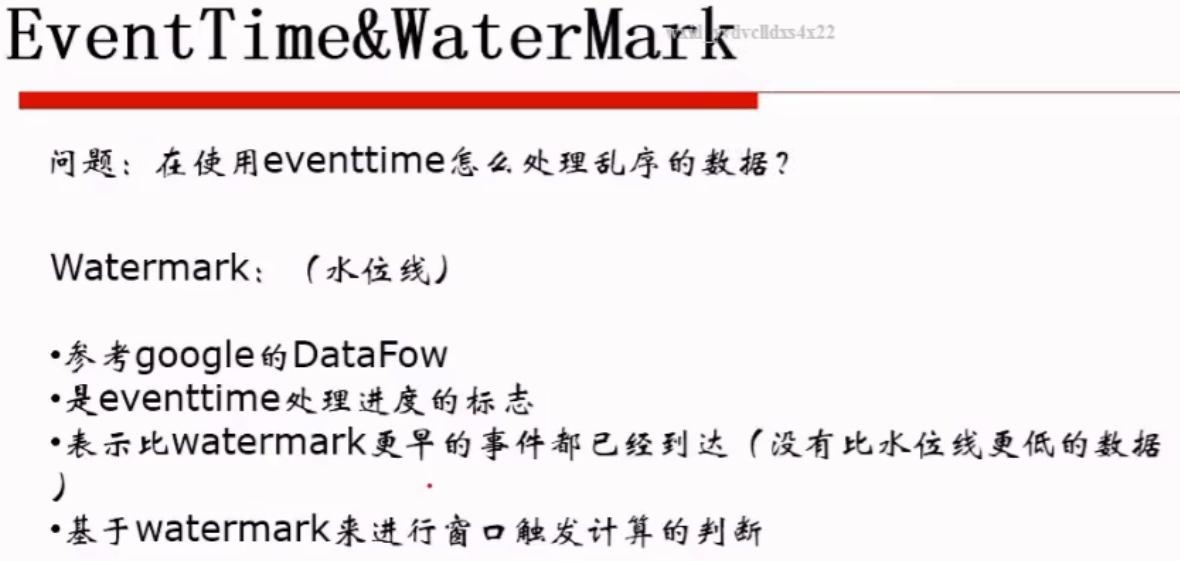 EventTime&WaterMark
问题：在使用eventtime怎么处理乱序的数据？
Watermark：（水位线）
•参考google的DataFow
•是eventtime处理进度的标志
•表示比watermark更早的事件都已经到达（没有比水位线更低的数据
）
•基于watermark来进行窗口触发计算的判断